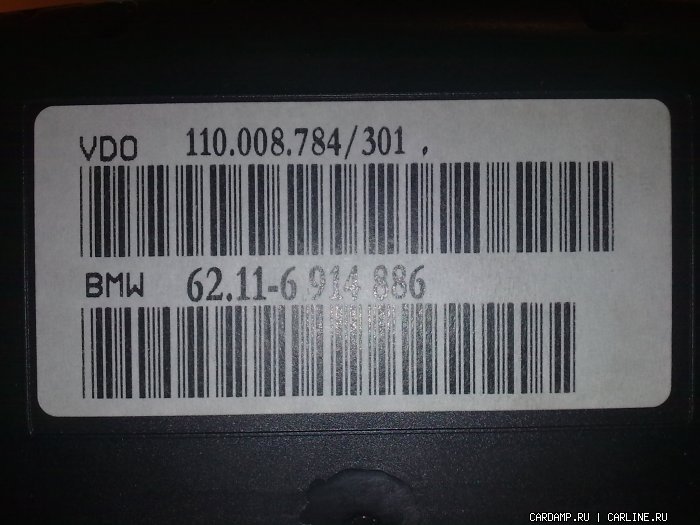 VDO 110.008.784/301 .
BMW 62.11-6 914 886
CARDAMP.RU | CARLINE.RU